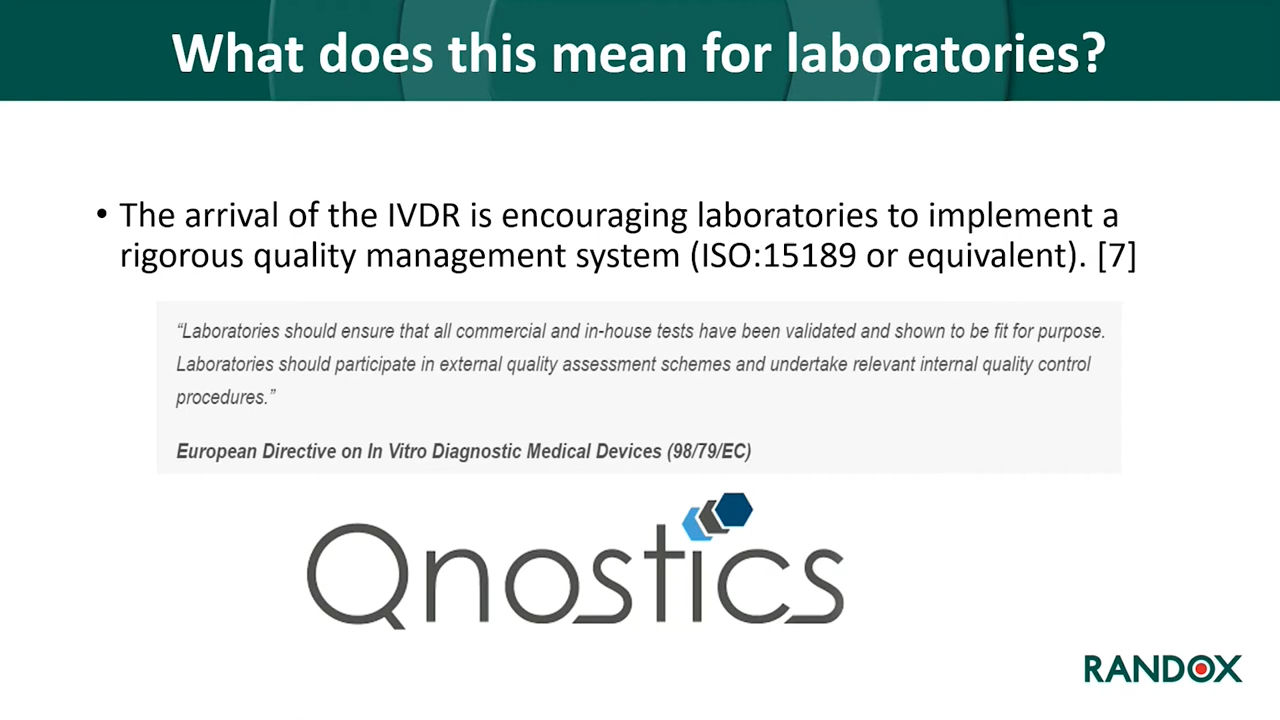 What does this mean for laboratories?
• The arrival of the IVDR is encouraging laboratories to implement a
rigorous quality management system (ISO:15189 or equivalent). [7]
“Laboratories should ensure that all commercial and in-house tests have been validated and shown to be fit for purpose.
Laboratories should participate in external quality assessment schemes and undertake relevant internal quality control
procedures.”
European Directive on In Vitro Diagnostic Medical Devices (98/79/EC)
Qnostics
RANDOX